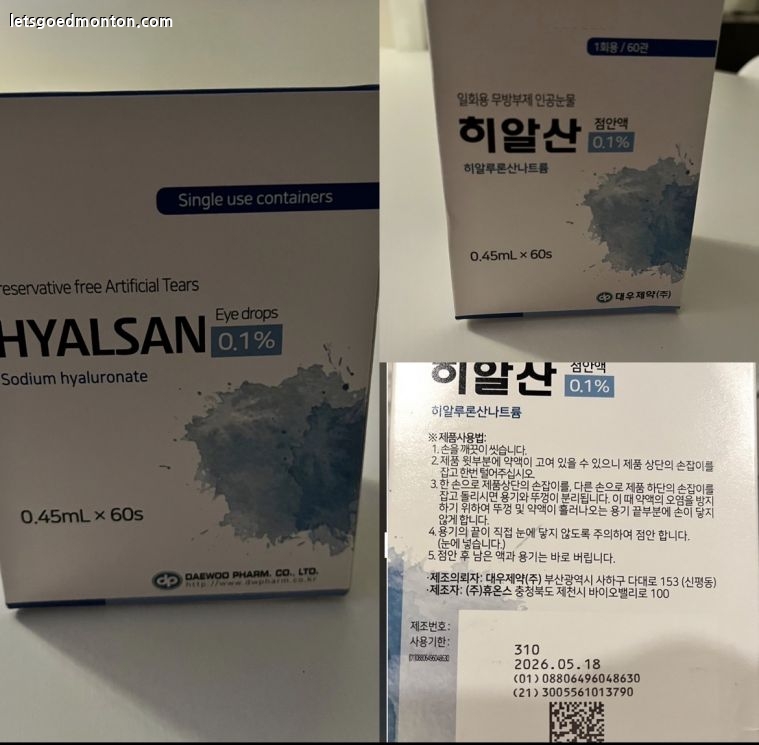 letsgoedmonton.com
Single use containers
reservative free Artificial Tears
HYALSAN
Eye drops
0.1%
Sodium hyaluronate
0.45mL × 60s
dp DAEWOO PHARM. CO., LTD.
http://www.dwpharm.co.kr
1회용 / 60관
일회용 무방부제 인공눈물
히알산
점안액
0.1%
히알루론산나트륨
0.45mL × 60s
dp 대우제약(주)
히알산
점안액
0.1%
히알루론산나트륨
※ 제품사용법:
1. 손을 깨끗이 씻습니다.
2. 제품 윗부분에 약액이 고여 있을 수 있으니 제품 상단의 손잡이를
잡고 한번 털어주십시오.
3. 한 손으로 제품상단의 손잡이를, 다른 손으로 제품 하단의 손잡이를
잡고 돌리시면 용기와 뚜껑이 분리됩니다. 이 때 약액의 오염을 방지
하기 위하여 뚜껑 및 약액이 흘러나오는 용기 끝부분에 손이 닿지
않게 합니다.
4. 용기의 끝이 직접 눈에 닿지 않도록 주의하여 점안 합니다.
(눈에 넣습니다.)
5. 점안 후 남은 액과 용기는 바로 버립니다.
·제조의뢰자: 대우제약(주) 부산광역시 사하구 다대로 153 (신평동)
·제조자: (주)휴온스 충청북도 제천시 바이오밸리로 100
제조번호:
사용기한:
310
2026.05.18
(01) 08806496048630
(21) 3005561013790